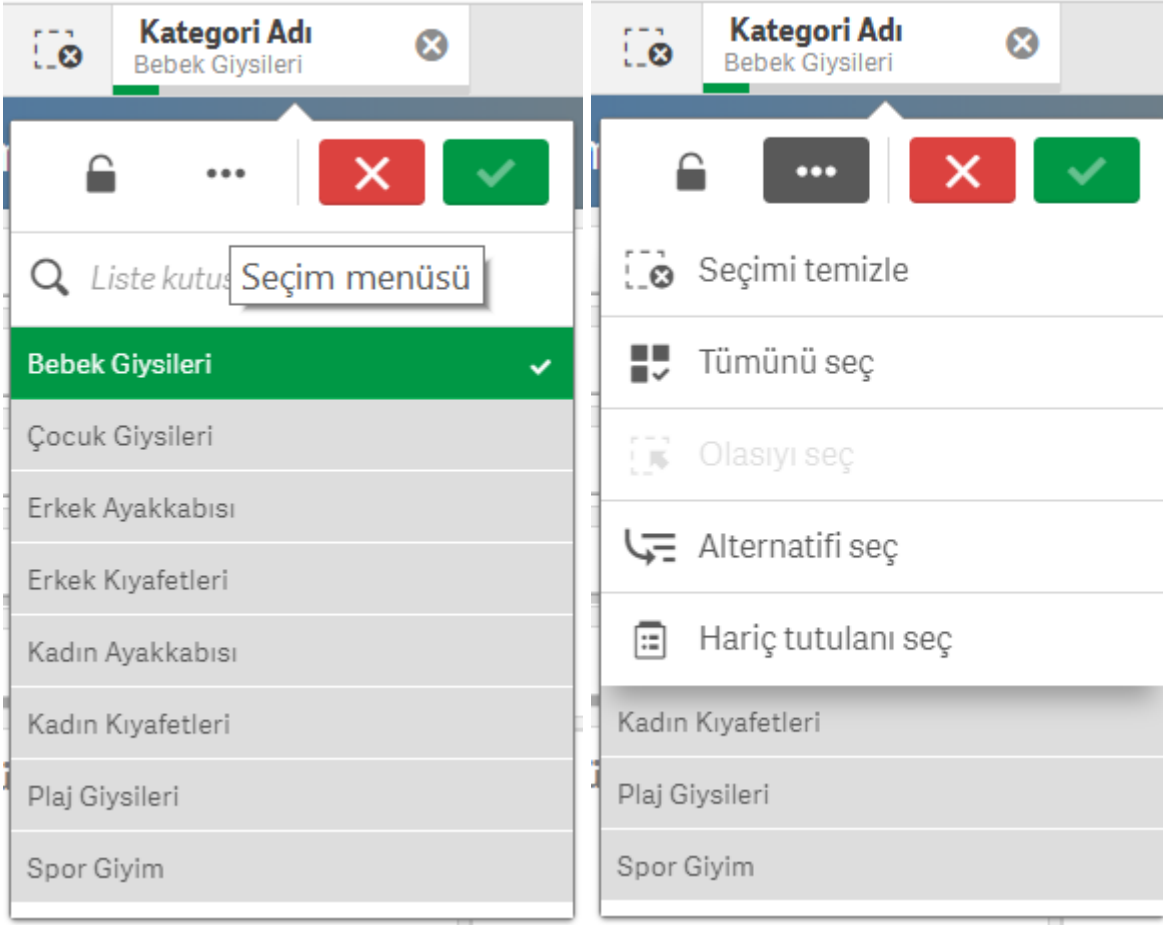 Kategori Adı
Bebek Giysileri
Liste kutus
Seçim menüsü
Bebek Giysileri
Çocuk Giysileri
Erkek Ayakkabısı
Erkek Kıyafetleri
Kadın Ayakkabısı
Kadın Kıyafetleri
Plaj Giysileri
Spor Giyim
Kategori Adı
Bebek Giysileri
Seçimi temizle
Tümünü seç
Olasıyı seç
Alternatifi seç
Hariç tutulanı seç
Kadın Kıyafetleri
Plaj Giysileri
Spor Giyim